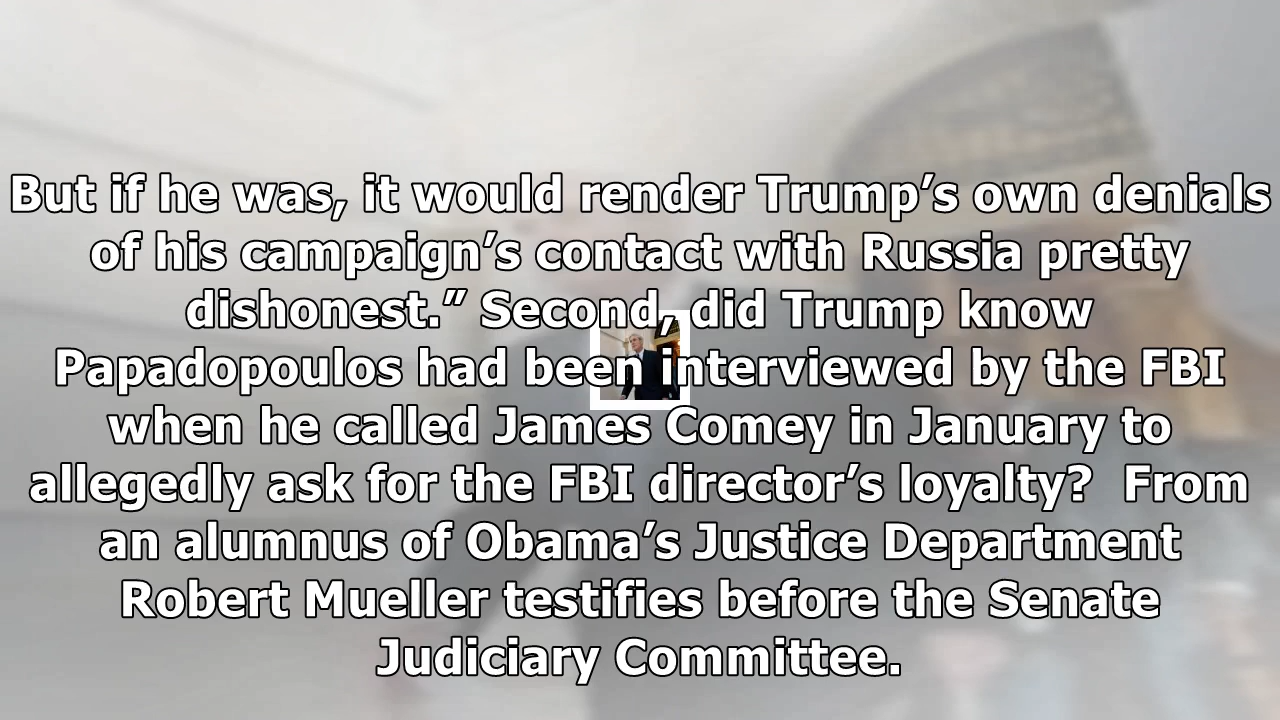 But if he was, it would render Trump’s own denials
of his campaign’s contact with Russia pretty
dishonest.” Second, did Trump know
Papadopoulos had been interviewed by the FBI
when he called James Comey in January to
allegedly ask for the FBI director’s loyalty?  From
an alumnus of Obama’s Justice Department
Robert Mueller testifies before the Senate
Judiciary Committee.